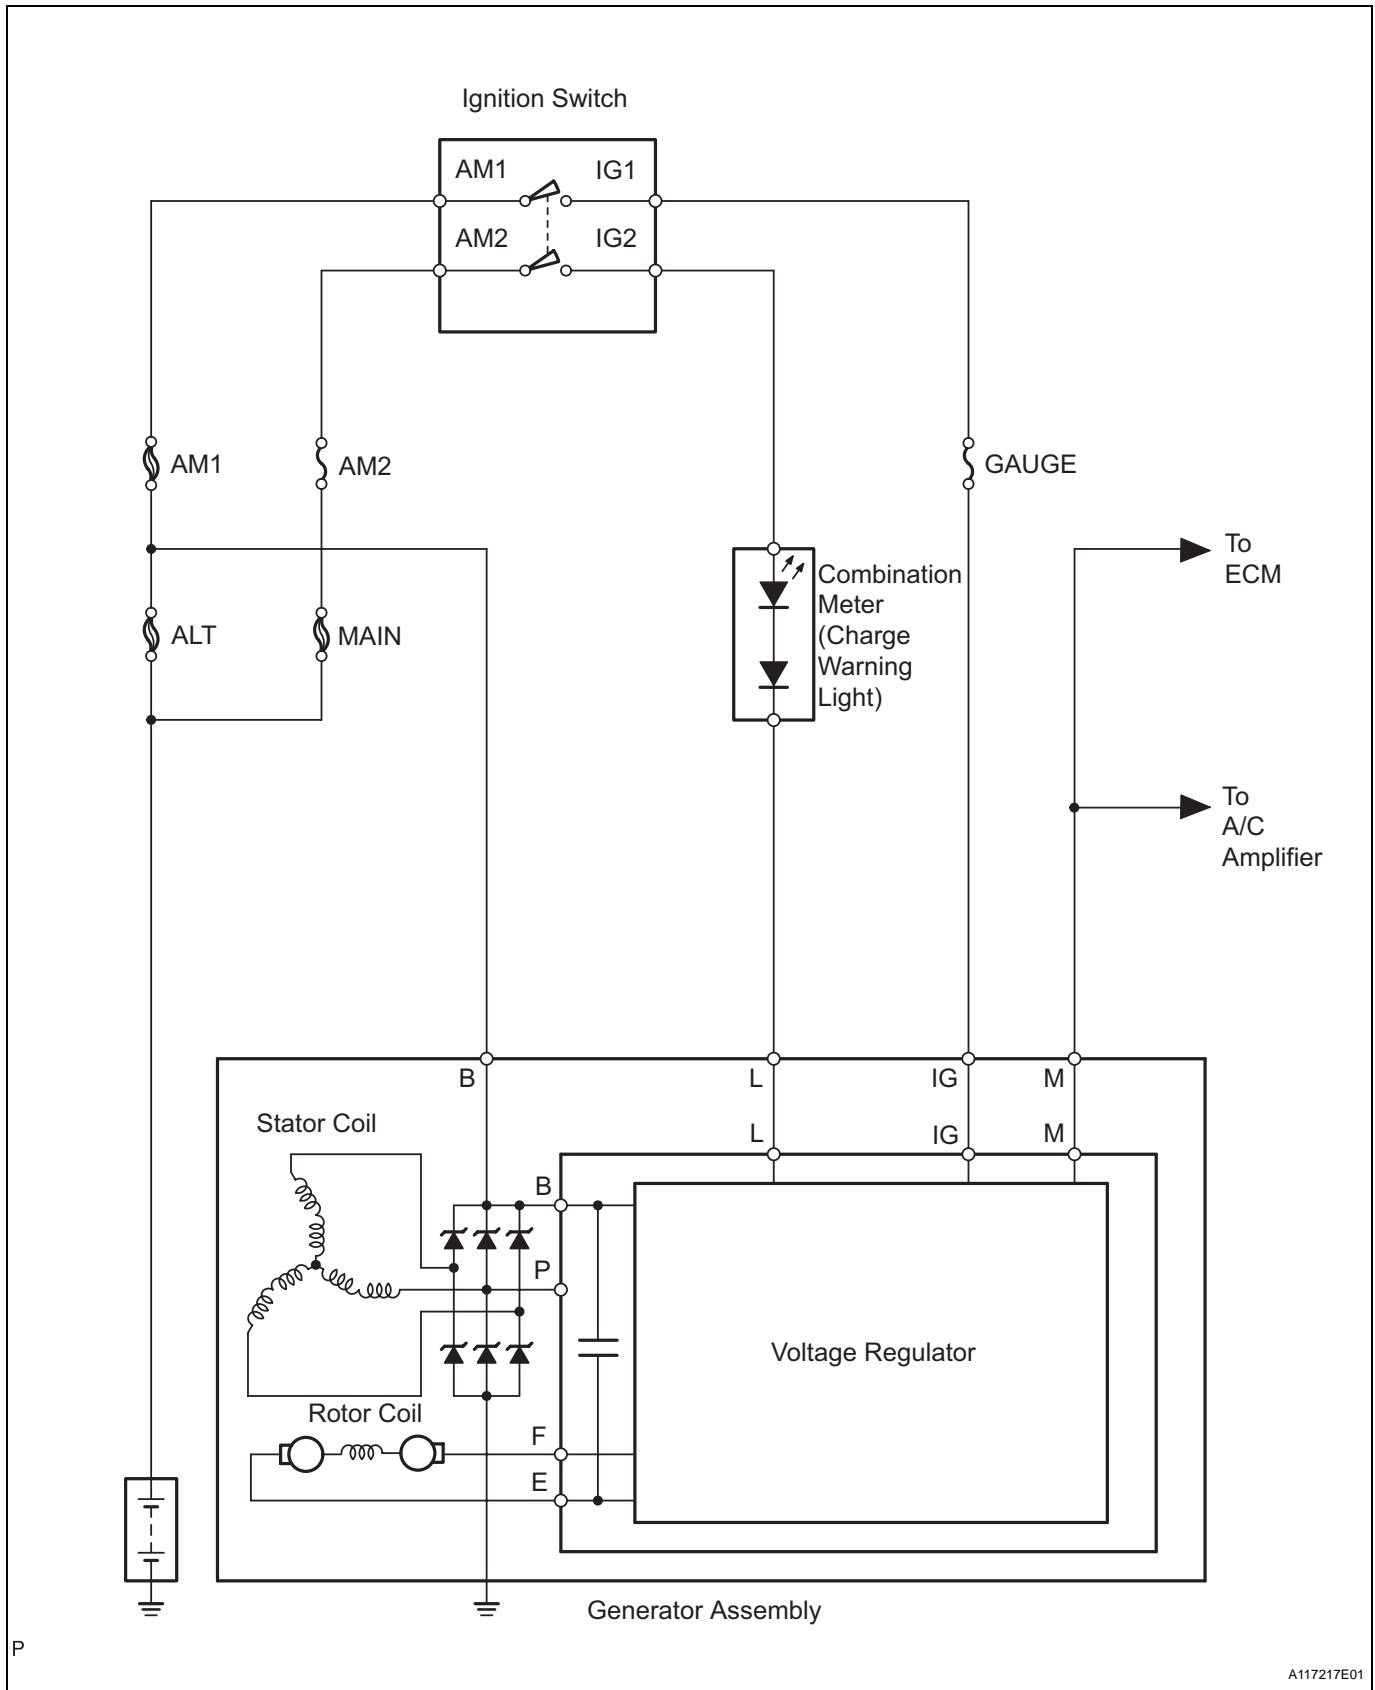 Ignition Switch
AM1
IG1
AM2
IG2
AM1
AM2
GAUGE
ALT
MAIN
Combination
Meter
(Charge
Warning
Light)
To
ECM
To
A/C
Amplifier
B
L
IG
M
Stator Coil
L
IG
M
B
P
Voltage Regulator
Rotor Coil
F
E
Generator Assembly
P
A117217E01